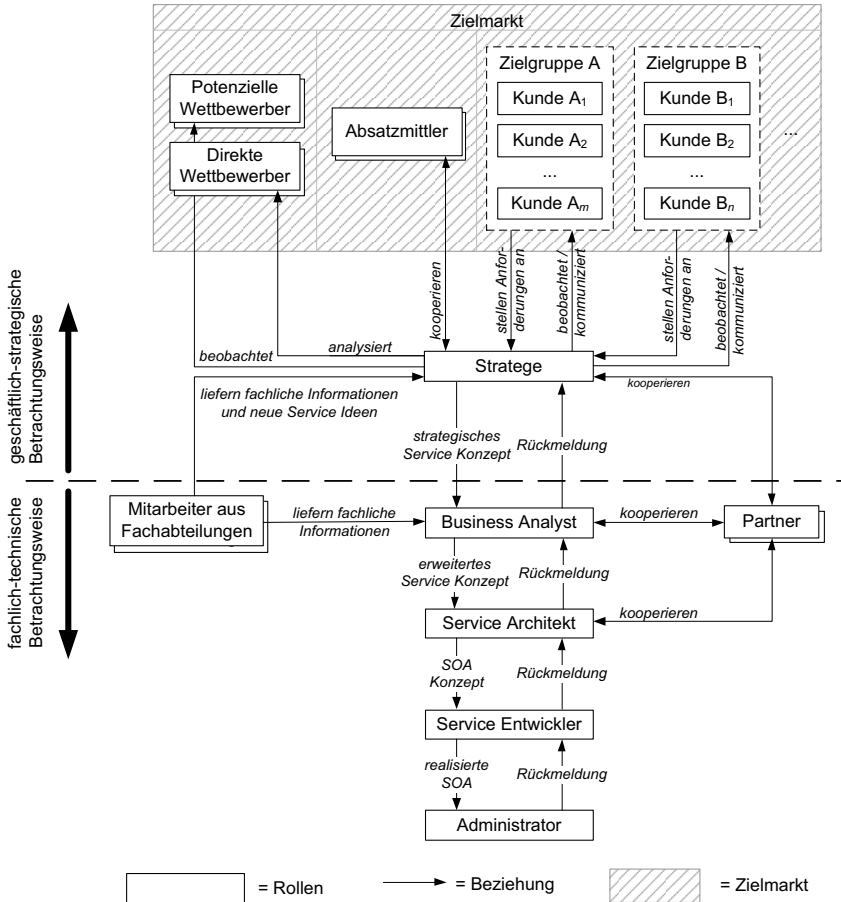 Zielmarkt
Potenzielle
Wettbewerber
Direkte
Wettbewerber
Absatzmittler
Zielgruppe A
Kunde A1
Kunde A2
...
Kunde Am
Zielgruppe B
Kunde B1
Kunde B2
...
Kunde Bn
...
kooperieren
stellen Anfor-
derungen an
beobachtet /
kommuniziert
stellen Anfor-
derungen an
beobachtet /
kommuniziert
geschäftlich-strategische
Betrachtungsweise
beobachtet
analysiert
Stratege
kooperieren
liefern fachliche Informationen
und neue Service Ideen
strategisches
Service Konzept
Rückmeldung
fachlich-technische
Betrachtungsweise
Mitarbeiter aus
Fachabteilungen
liefern fachliche
Informationen
Business Analyst
kooperieren
Partner
erweitertes
Service Konzept
Rückmeldung
Service Architekt
kooperieren
SOA
Konzept
Rückmeldung
Service Entwickler
realisierte
SOA
Rückmeldung
Administrator
= Rollen
= Beziehung
= Zielmarkt